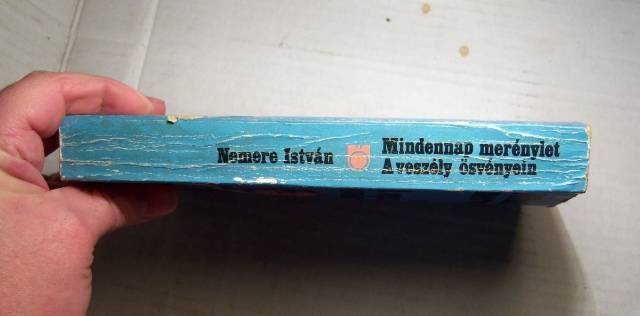 Nemere István
Mindennap merénylet
A veszély ösvényein